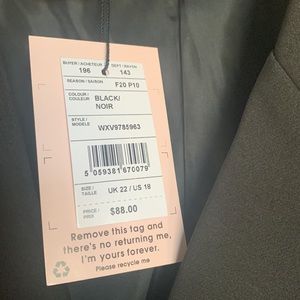 BUYER / ACHETEUR DEPT / RAYON
196 143
SEASON / SAISON F20 P10
COLOUR / COULEUR BLACK/ NOIR
STYLE / MODELE WXV9785963
5 059381 670079
SIZE / TAILLE UK 22 / US 18
PRICE / PRIX $88.00
Remove this tag and
there's no returning me,
I'm yours forever.
Please recycle me